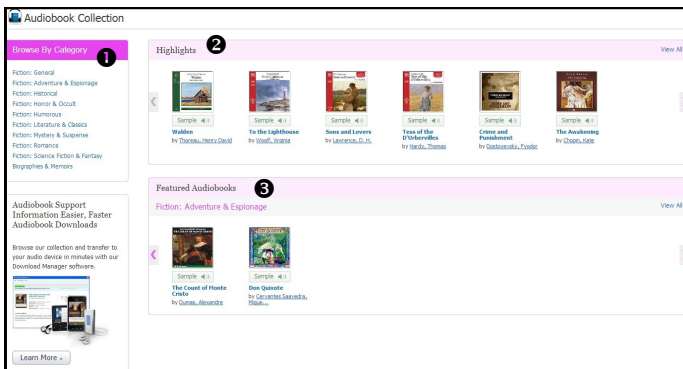 Audiobook Collection
Browse By Category
1
Fiction: General
Fiction: Adventure & Espionage
Fiction: Historical
Fiction: Horror & Occult
Fiction: Humorous
Fiction: Literature & Classics
Fiction: Mystery & Suspense
Fiction: Romance
Fiction: Science Fiction & Fantasy
Biographies & Memoirs
Audiobook Support
Information Easier, Faster
Audiobook Downloads
Browse our collection and transfer to
your audio device in minutes with our
Download Manager software.
Learn More
Highlights
2
View All
Sample
Walden
by Thoreau, Henry David
Sample
To the Lighthouse
by Woolf, Virginia
Sample
Sons and Lovers
by Lawrence, D. H.
Sample
Tess of the
D'Urbervilles
by Hardy, Thomas
Sample
Crime and
Punishment
by Dostoyevsky, Fyodor
Sample
The Awakening
by Chopin, Kate
Featured Audiobooks
3
Fiction: Adventure & Espionage
View All
Sample
The Count of Monte
Cristo
by Dumas, Alexandre
Sample
Don Quixote
by Cervantes Saavedra,
Migue...